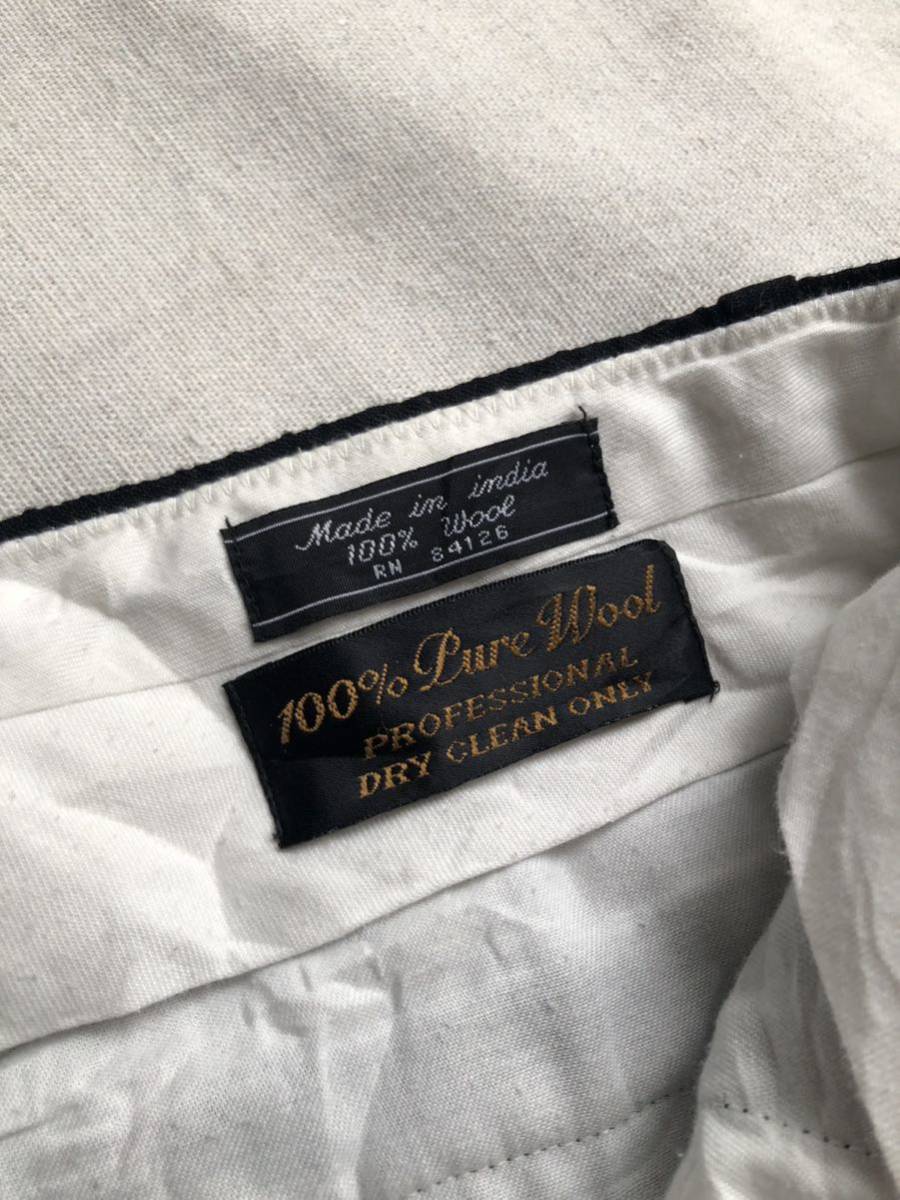 Made in india
100% Wool
RN 84126
100% Pure Wool
PROFESSIONAL
DRY CLEAN ONLY